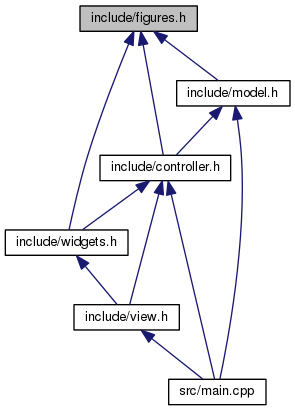 include/figures.h
include/model.h
include/controller.h
include/widgets.h
include/view.h
src/main.cpp